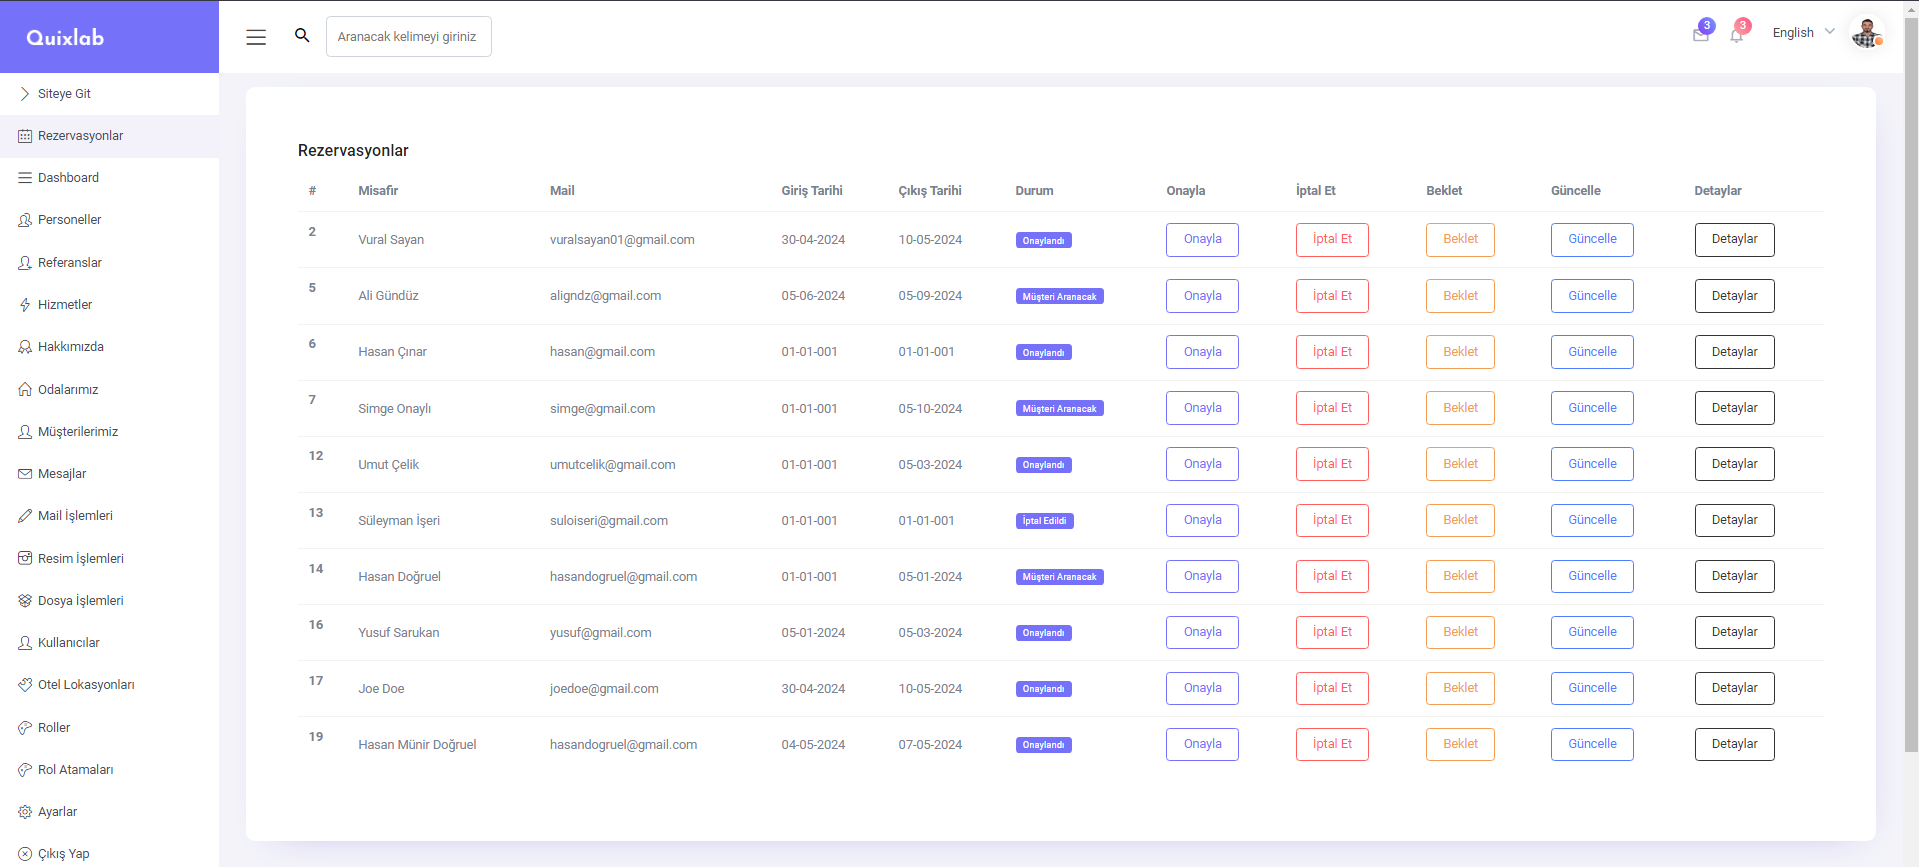 Quixlab
Aranacak kelimeyi giriniz
3
3
English
Siteye Git
Rezervasyonlar
Dashboard
Personeller
Referanslar
Hizmetler
Hakkımızda
Odalarımız
Müşterilerimiz
Mesajlar
Mail İşlemleri
Resim İşlemleri
Dosya İşlemleri
Kullanıcılar
Otel Lokasyonları
Roller
Rol Atamaları
Ayarlar
Çıkış Yap
Rezervasyonlar
# Misafir Mail Giriş Tarihi Çıkış Tarihi Durum Onayla İptal Et Beklet Güncelle Detaylar
2 Vural Sayan vuralsayan01@gmail.com 30-04-2024 10-05-2024 Onaylandı Onayla İptal Et Beklet Güncelle Detaylar
5 Ali Gündüz aligndz@gmail.com 05-06-2024 05-09-2024 Müşteri Aranacak Onayla İptal Et Beklet Güncelle Detaylar
6 Hasan Çınar hasan@gmail.com 01-01-001 01-01-001 Onaylandı Onayla İptal Et Beklet Güncelle Detaylar
7 Simge Onaylı simge@gmail.com 01-01-001 05-10-2024 Müşteri Aranacak Onayla İptal Et Beklet Güncelle Detaylar
12 Umut Çelik umutcelik@gmail.com 01-01-001 05-03-2024 Onaylandı Onayla İptal Et Beklet Güncelle Detaylar
13 Süleyman İşeri suloiseri@gmail.com 01-01-001 01-01-001 İptal Edildi Onayla İptal Et Beklet Güncelle Detaylar
14 Hasan Doğruel hasandogruel@gmail.com 01-01-001 05-01-2024 Müşteri Aranacak Onayla İptal Et Beklet Güncelle Detaylar
16 Yusuf Sarukan yusuf@gmail.com 05-01-2024 05-03-2024 Onaylandı Onayla İptal Et Beklet Güncelle Detaylar
17 Joe Doe joedoe@gmail.com 30-04-2024 10-05-2024 Onaylandı Onayla İptal Et Beklet Güncelle Detaylar
19 Hasan Münir Doğruel hasandogruel@gmail.com 04-05-2024 07-05-2024 Onaylandı Onayla İptal Et Beklet Güncelle Detaylar